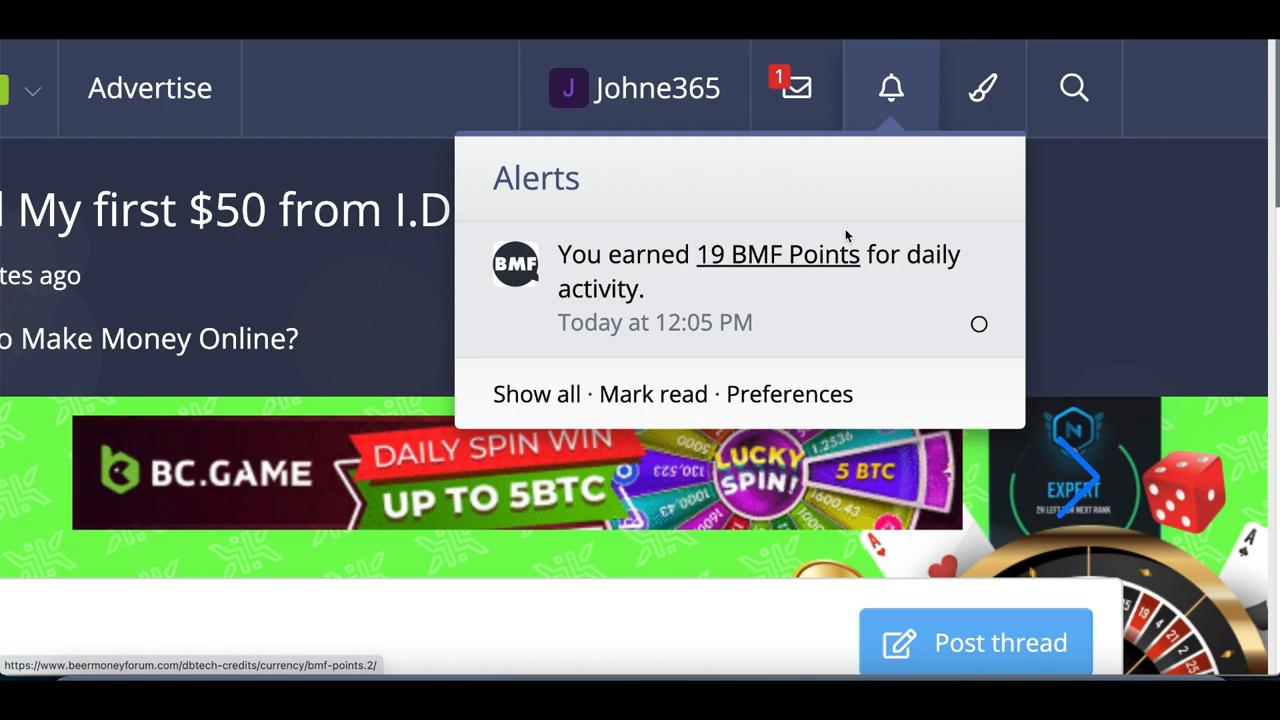 Advertise
J Johne365
1
My first $50 from I.D
Alerts
BMF
You earned 19 BMF Points for daily
activity.
Today at 12:05 PM
tes ago
o Make Money Online?
Show all · Mark read · Preferences
BC.GAME
DAILY SPIN WIN
UP TO 5BTC
LUCKY
SPIN!
5 BTC
N
EXPERT
A
A
Post thread
https://www.beermoneyforum.com/dbtech-credits/currency/bmf-points.2/